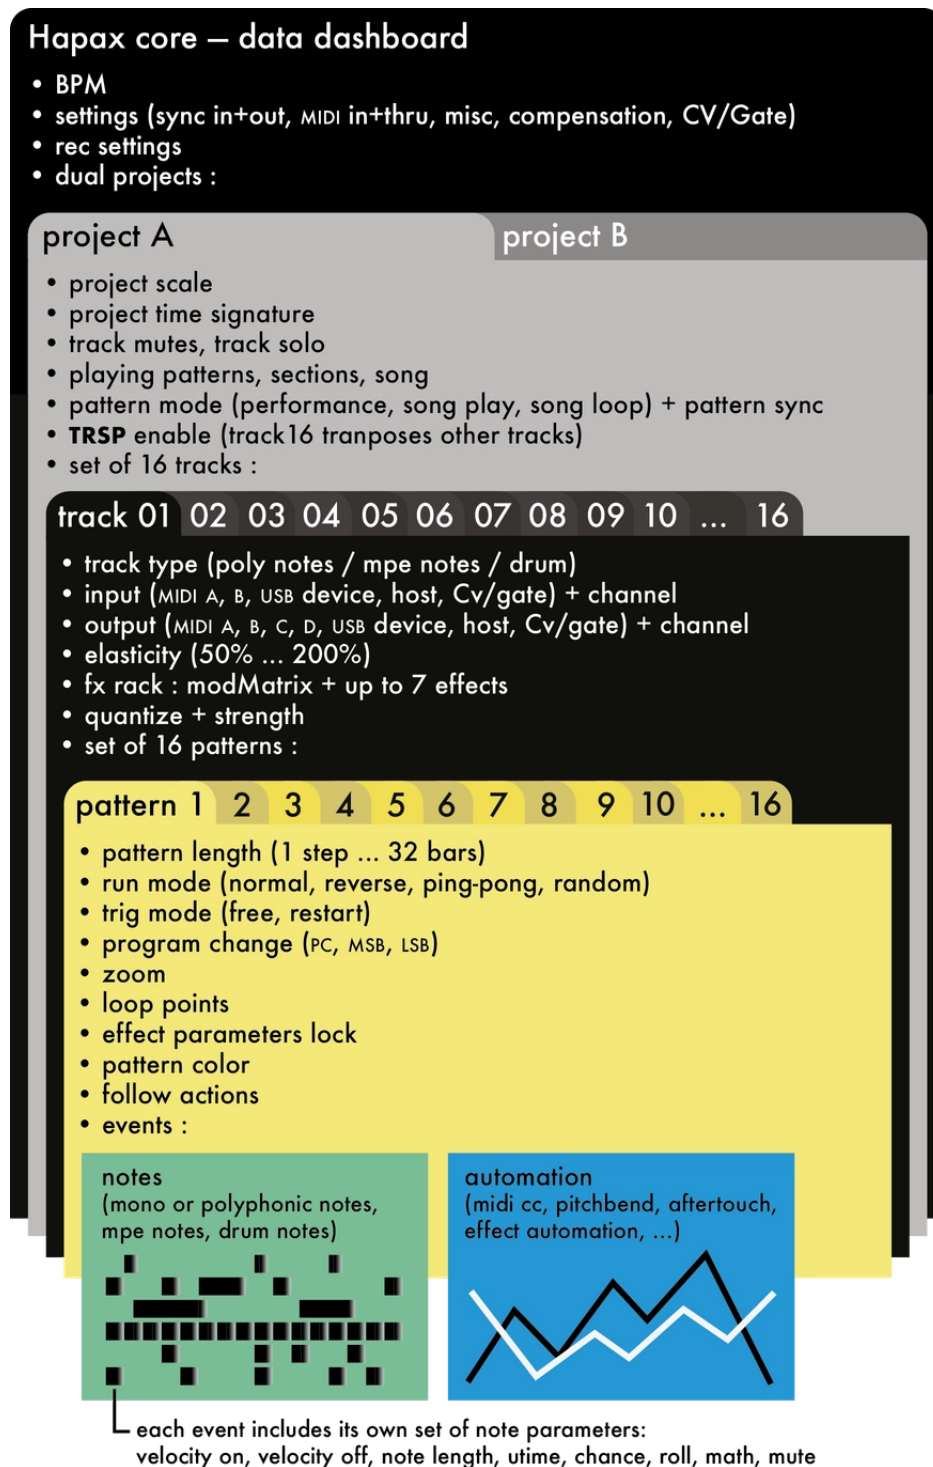 Hapax core – data dashboard
• BPM
• settings (sync in+out, MIDI in+thru, misc, compensation, CV/Gate)
• rec settings
• dual projects :
project A project B
• project scale
• project time signature
• track mutes, track solo
• playing patterns, sections, song
• pattern mode (performance, song play, song loop) + pattern sync
• TRSP enable (track16 tranposes other tracks)
• set of 16 tracks :
track 01 02 03 04 05 06 07 08 09 10 ... 16
• track type (poly notes / mpe notes / drum)
• input (MIDI A, B, USB device, host, Cv/gate) + channel
• output (MIDI A, B, C, D, USB device, host, Cv/gate) + channel
• elasticity (50% ... 200%)
• fx rack : modMatrix + up to 7 effects
• quantize + strength
• set of 16 patterns :
pattern 1 2 3 4 5 6 7 8 9 10 ... 16
• pattern length (1 step ... 32 bars)
• run mode (normal, reverse, ping-pong, random)
• trig mode (free, restart)
• program change (PC, MSB, LSB)
• zoom
• loop points
• effect parameters lock
• pattern color
• follow actions
• events :
notes
(mono or polyphonic notes,
mpe notes, drum notes)
automation
(midi cc, pitchbend, aftertouch,
effect automation, ...)
each event includes its own set of note parameters:
velocity on, velocity off, note length, utime, chance, roll, math, mute